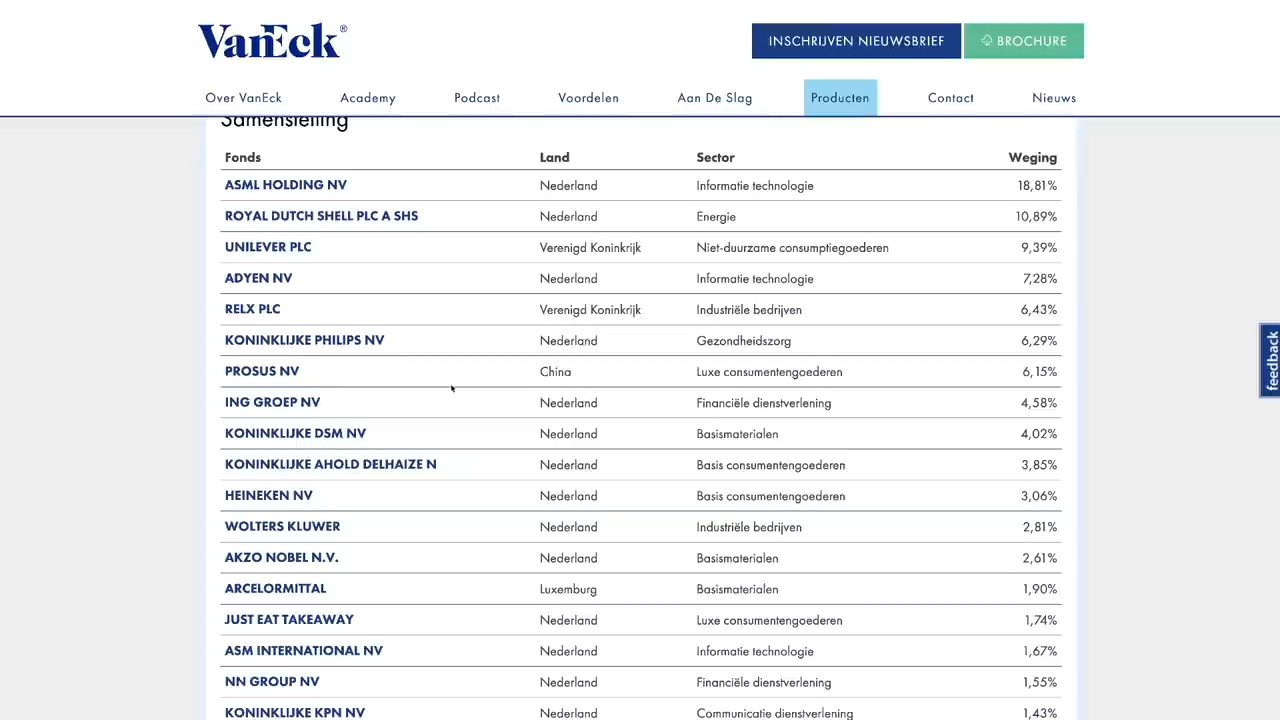 VanEck®
INSCHRIJVEN NIEUWSBRIEF
BROCHURE
Over VanEck Academy Podcast Voordelen Aan De Slag Producten Contact Nieuws
Samenstelling
Fonds Land Sector Weging
ASML HOLDING NV Nederland Informatie technologie 18,81%
ROYAL DUTCH SHELL PLC A SHS Nederland Energie 10,89%
UNILEVER PLC Verenigd Koninkrijk Niet-duurzame consumptiegoederen 9,39%
ADYEN NV Nederland Informatie technologie 7,28%
RELX PLC Verenigd Koninkrijk Industriële bedrijven 6,43%
KONINKLIJKE PHILIPS NV Nederland Gezondheidszorg 6,29%
PROSUS NV China Luxe consumentengoederen 6,15%
ING GROEP NV Nederland Financiële dienstverlening 4,58%
KONINKLIJKE DSM NV Nederland Basismaterialen 4,02%
KONINKLIJKE AHOLD DELHAIZE N Nederland Basis consumentengoederen 3,85%
HEINEKEN NV Nederland Basis consumentengoederen 3,06%
WOLTERS KLUWER Nederland Industriële bedrijven 2,81%
AKZO NOBEL N.V. Nederland Basismaterialen 2,61%
ARCELORMITTAL Luxemburg Basismaterialen 1,90%
JUST EAT TAKEAWAY Nederland Luxe consumentengoederen 1,74%
ASM INTERNATIONAL NV Nederland Informatie technologie 1,67%
NN GROUP NV Nederland Financiële dienstverlening 1,55%
KONINKLIJKE KPN NV Nederland Communicatie dienstverlening 1,43%
feedback